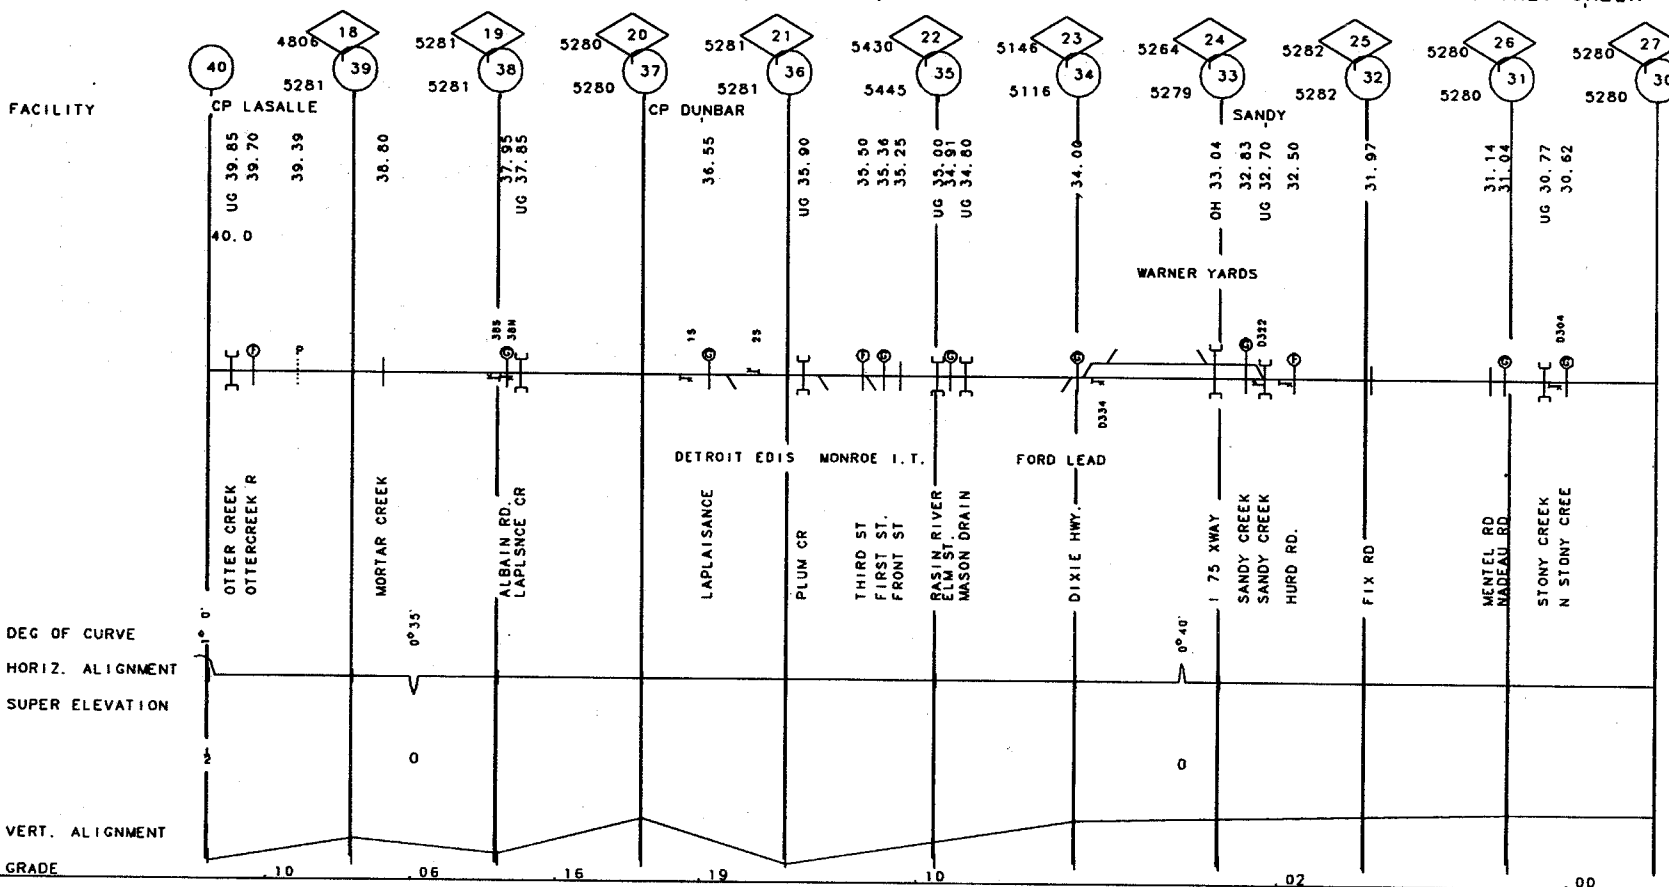 18 19 20 21 22 23 24 25 26 27
4806 5281 5280 5281 5430 5146 5264 5282 5280 5280
40 39 38 37 36 35 34 33 32 31 30
5281 5281 5280 5281 5445 5116 5279 5282 5280 5280
FACILITY CP LASALLE CP DUNBAR SANDY
UG 39.85
39.70
39.39
38.80
37.95
UG 37.85
36.55
UG 35.90
35.50
35.36
35.25
UG 35.00
34.91
UG 34.80
34.00
OH 33.04
32.83
UG 32.70
32.50
31.97
31.14
31.04
UG 30.77
30.62
40.0
WARNER YARDS
F P 38S 38N G 1S G 2S F G G G G D322 F G D304 G
D334
DETROIT EDIS MONROE I.T. FORD LEAD
OTTER CREEK
OTTERCREEK R
MORTAR CREEK
ALBAIN RD.
LAPLSNCE CR
LAPLAISANCE
PLUM CR
THIRD ST
FIRST ST.
FRONT ST
RASIN RIVER
ELM ST.
MASON DRAIN
DIXIE HWY.
I 75 XWAY
SANDY CREEK
SANDY CREEK
HURD RD.
FIX RD
MENTEL RD
NADEAU RD
STONY CREEK
N STONY CREE
DEG OF CURVE 0°35' 0°40'
HORIZ. ALIGNMENT
SUPER ELEVATION
2 0 0
VERT. ALIGNMENT
GRADE .10 .06 .16 .19 .10 .02 .00